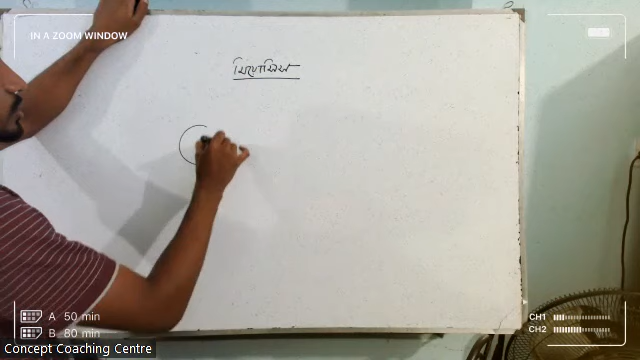 IN A ZOOM WINDOW
মিয়োসিস
A 50 min
B 80 min
CH1
CH2
Concept Coaching Centre